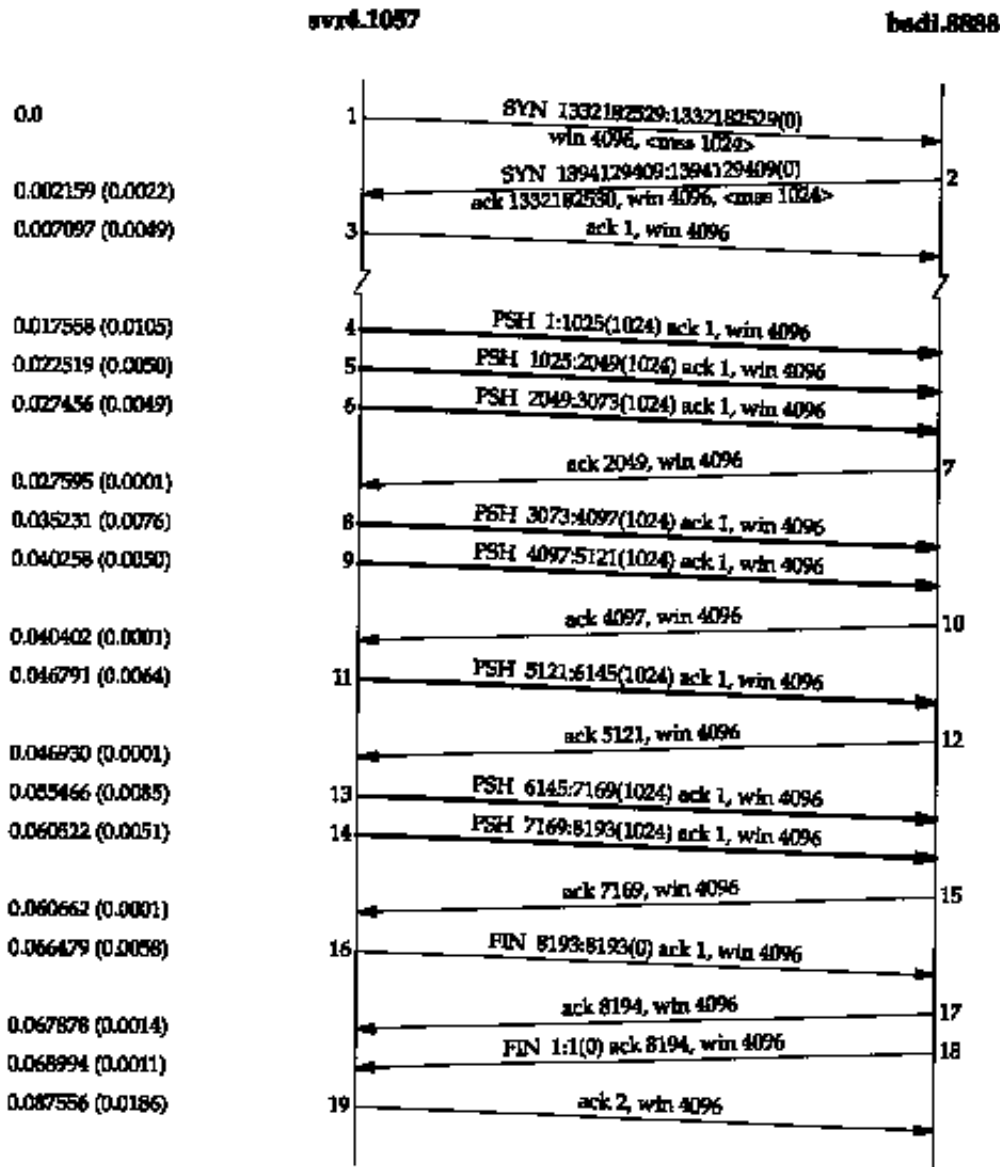 svr4.1057 bsdi.8888
0.0 1 SYN 1332182529:1332182529(0)
win 4096, <mss 1024>
SYN 1394129409:1394129409(0) 2
0.002159 (0.0022) ack 1332182530, win 4096, <mss 1024>
0.007097 (0.0049) 3 ack 1, win 4096
0.017558 (0.0105) 4 PSH 1:1025(1024) ack 1, win 4096
0.022519 (0.0050) 5 PSH 1025:2049(1024) ack 1, win 4096
0.027456 (0.0049) 6 PSH 2049:3073(1024) ack 1, win 4096
ack 2049, win 4096 7
0.027595 (0.0001)
0.035231 (0.0076) 8 PSH 3073:4097(1024) ack 1, win 4096
0.040258 (0.0050) 9 PSH 4097:5121(1024) ack 1, win 4096
ack 4097, win 4096 10
0.040402 (0.0001)
0.046791 (0.0064) 11 PSH 5121:6145(1024) ack 1, win 4096
ack 5121, win 4096 12
0.046930 (0.0001)
0.055466 (0.0085) 13 PSH 6145:7169(1024) ack 1, win 4096
0.060522 (0.0051) 14 PSH 7169:8193(1024) ack 1, win 4096
ack 7169, win 4096 15
0.060662 (0.0001)
0.066479 (0.0058) 16 FIN 8193:8193(0) ack 1, win 4096
ack 8194, win 4096 17
0.067878 (0.0014)
FIN 1:1(0) ack 8194, win 4096 18
0.068994 (0.0011)
0.087556 (0.0186) 19 ack 2, win 4096